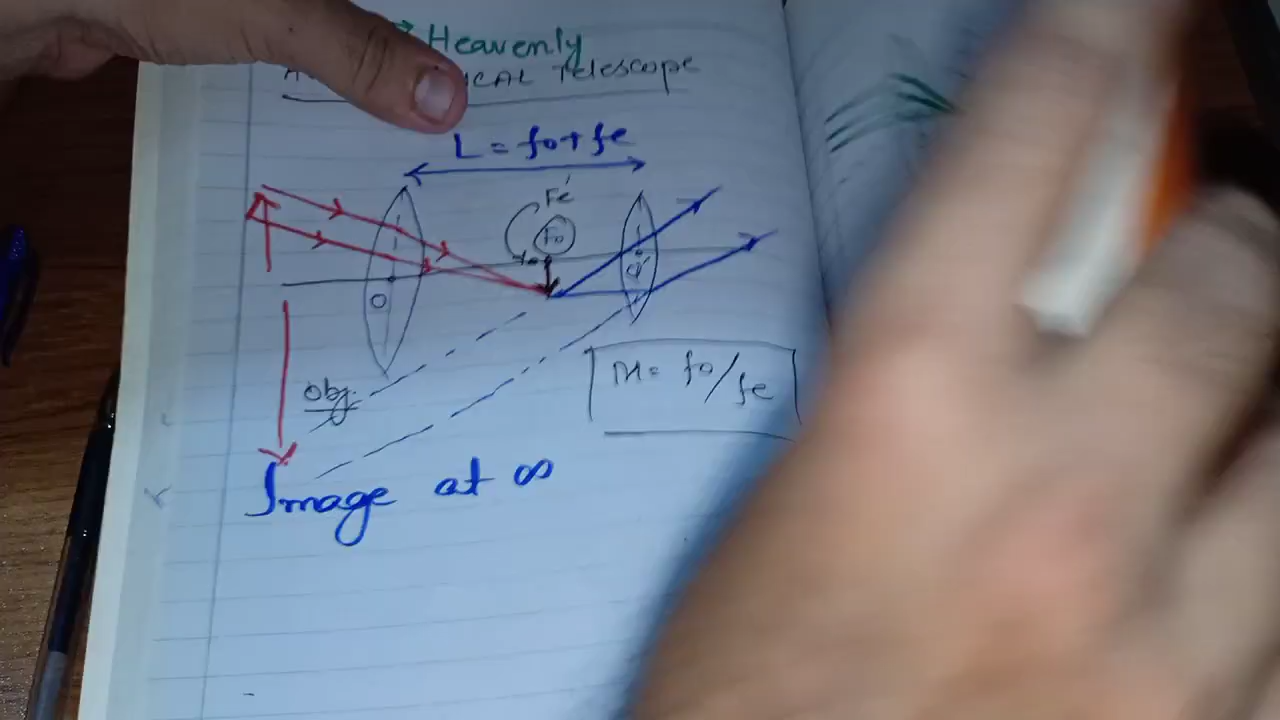 Heavenly
Telescope
L = fo + fe
Fe'
Fo
O
O'
Obj.
M = fo/fe
Image at ∞